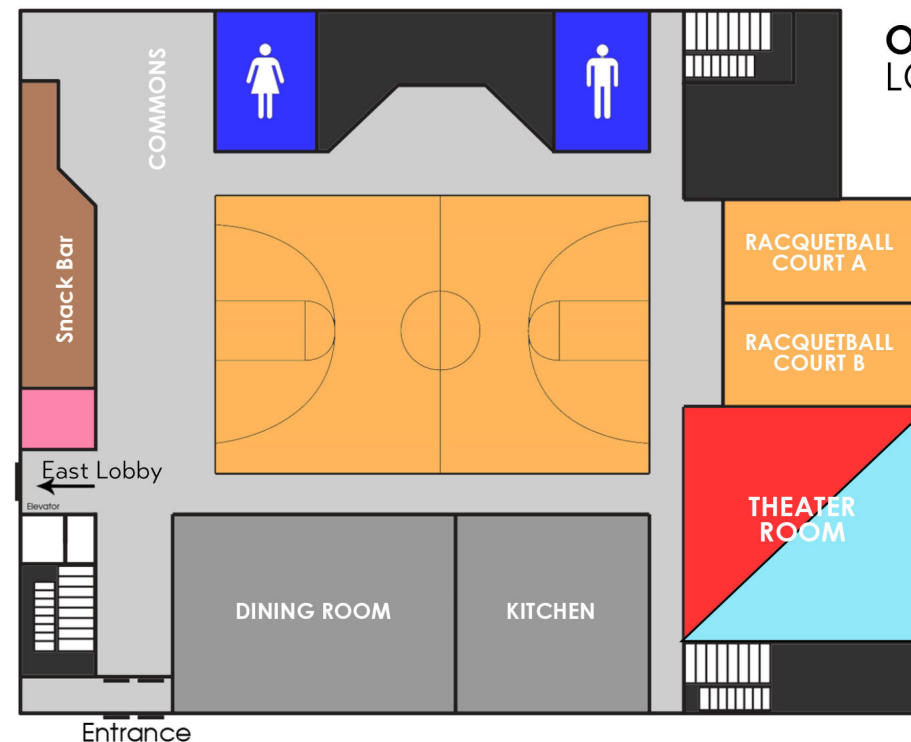 COMMONS
Snack Bar
RACQUETBALL
COURT A
RACQUETBALL
COURT B
East Lobby
Elevator
THEATER
ROOM
DINING ROOM
KITCHEN
Entrance